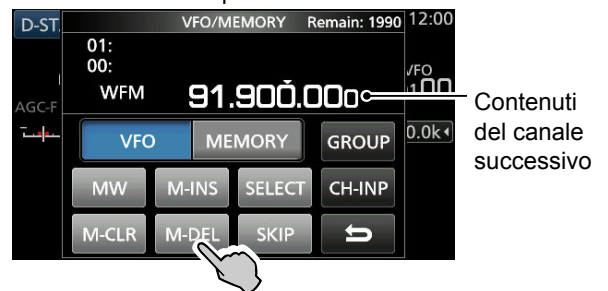 D-ST
VFO/MEMORY Remain: 1990
12:00
01:
00:
WFM 91.900.000
VFO
AGC-F
0.0k
VFO MEMORY GROUP
MW M-INS SELECT CH-INP
M-CLR M-DEL SKIP
Contenuti
del canale
successivo